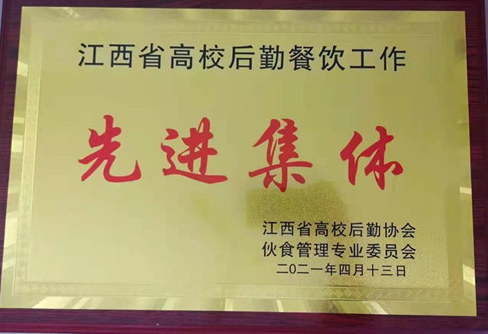 江西省高校后勤餐饮工作
先进集体
江西省高校后勤协会
伙食管理专业委员会
二〇二一年四月十三日